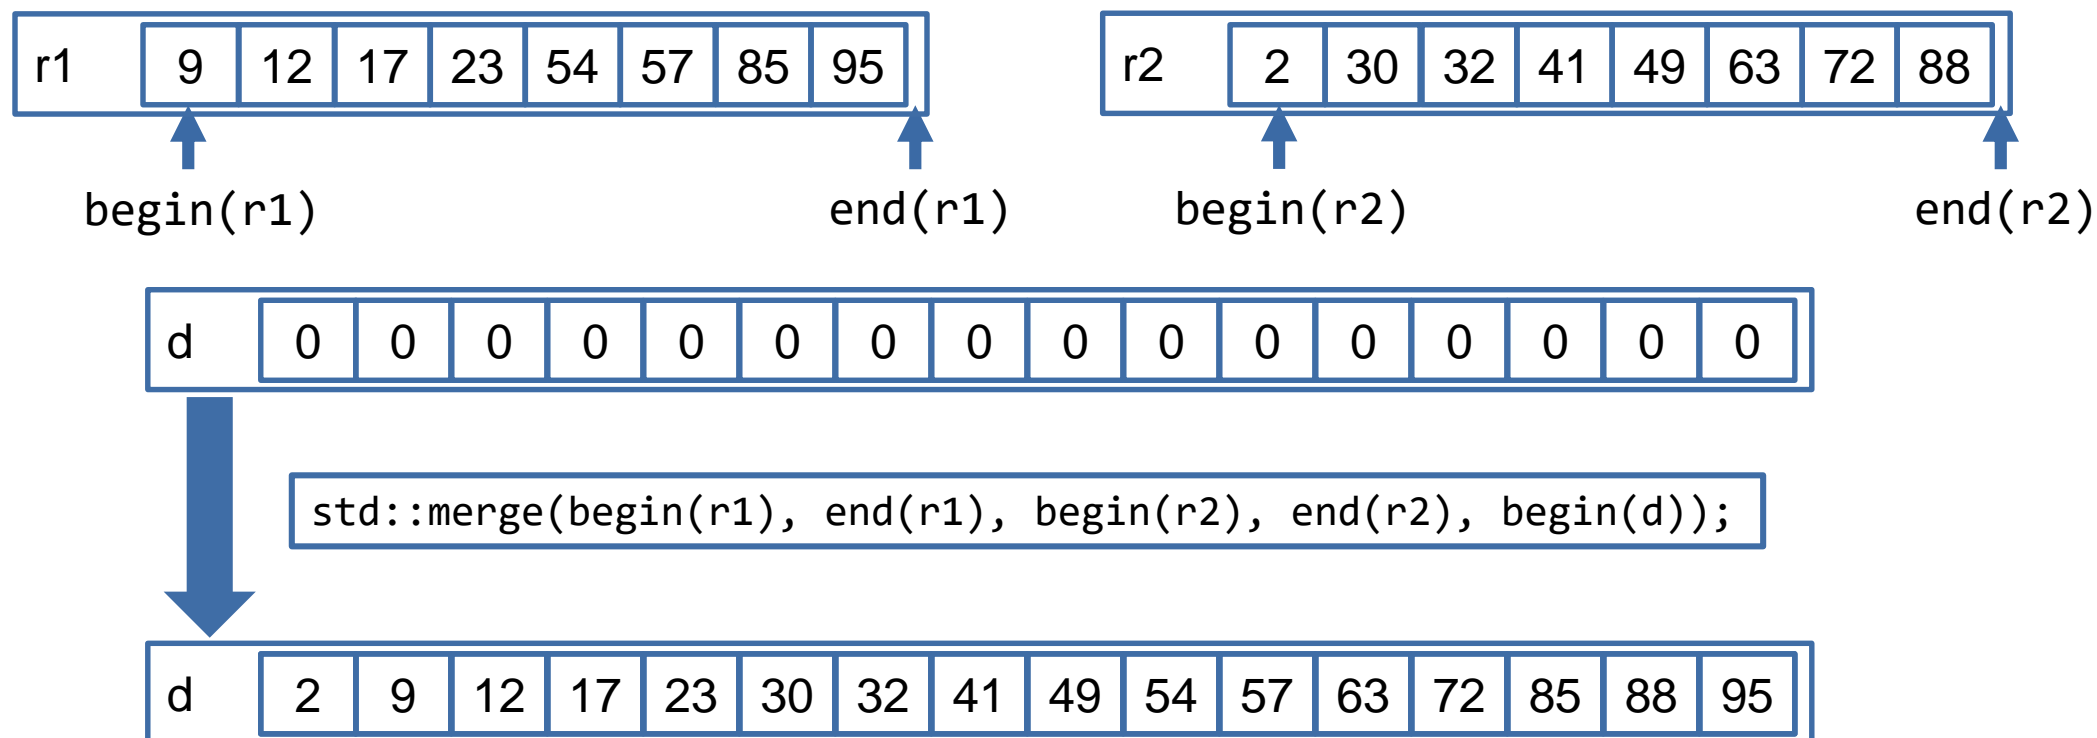 r1 9 12 17 23 54 57 85 95 r2 2 30 32 41 49 63 72 88
begin(r1) end(r1) begin(r2) end(r2)
d 0 0 0 0 0 0 0 0 0 0 0 0 0 0 0 0
std::merge(begin(r1), end(r1), begin(r2), end(r2), begin(d));
d 2 9 12 17 23 30 32 41 49 54 57 63 72 85 88 95